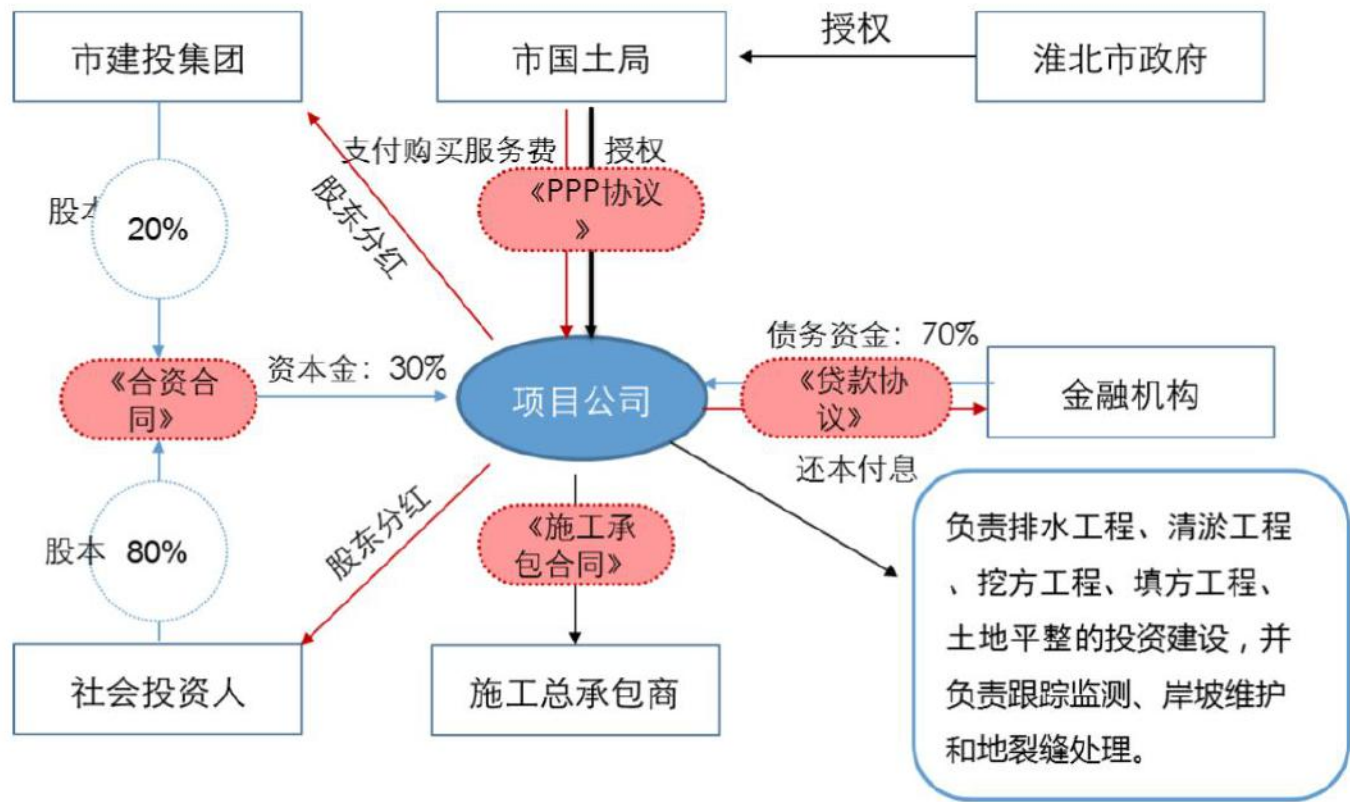 市建投集团
市国土局
授权
淮北市政府
支付购买服务费
授权
《PPP协议
》
股东分红
股本
20%
债务资金：70%
《合资合
同》
资本金：30%
项目公司
《贷款协
议》
金融机构
还本付息
股本
80%
股东分红
《施工承
包合同》
负责排水工程、清淤工程
、挖方工程、填方工程、
土地平整的投资建设，并
负责跟踪监测、岸坡维护
和地裂缝处理。
社会投资人
施工总承包商